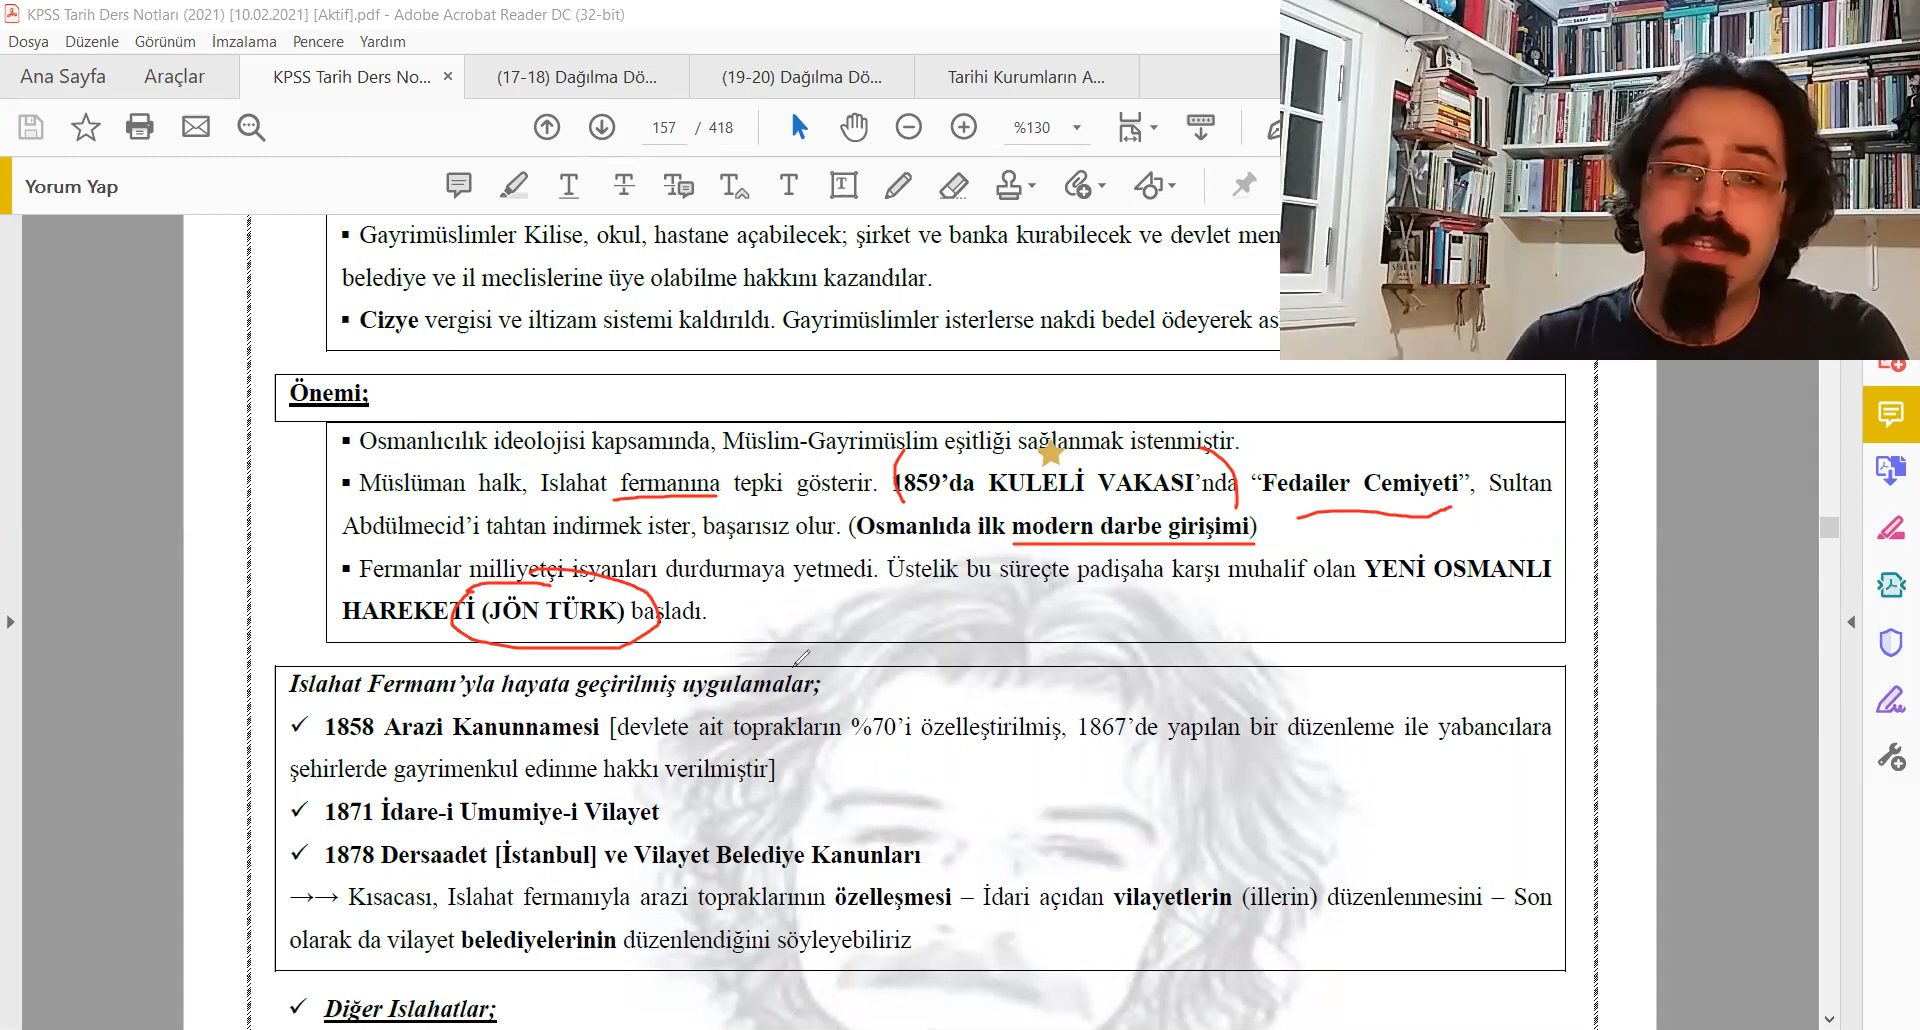 KPSS Tarih Ders Notları (2021) [10.02.2021] [Aktif].pdf - Adobe Acrobat Reader DC (32-bit)
Dosya Düzenle Görünüm İmzalama Pencere Yardım
Ana Sayfa Araçlar KPSS Tarih Ders No... × (17-18) Dağılma Dö... (19-20) Dağılma Dö... Tarihi Kurumların A...
157 / 418 %130
Yorum Yap
▪ Gayrimüslimler Kilise, okul, hastane açabilecek; şirket ve banka kurabilecek ve devlet mem
belediye ve il meclislerine üye olabilme hakkını kazandılar.
▪ Cizye vergisi ve iltizam sistemi kaldırıldı. Gayrimüslimler isterlerse nakdi bedel ödeyerek as
Önemi;
▪ Osmanlıcılık ideolojisi kapsamında, Müslim-Gayrimüslim eşitliği sağlanmak istenmiştir.
▪ Müslüman halk, Islahat fermanına tepki gösterir. 1859’da KULELİ VAKASI’nda “Fedailer Cemiyeti”, Sultan
Abdülmecid’i tahtan indirmek ister, başarısız olur. (Osmanlıda ilk modern darbe girişimi)
▪ Fermanlar milliyetçi isyanları durdurmaya yetmedi. Üstelik bu süreçte padişaha karşı muhalif olan YENİ OSMANLI
HAREKETİ (JÖN TÜRK) başladı.
Islahat Fermanı’yla hayata geçirilmiş uygulamalar;
✓ 1858 Arazi Kanunnamesi [devlete ait toprakların %70’i özelleştirilmiş, 1867’de yapılan bir düzenleme ile yabancılara
şehirlerde gayrimenkul edinme hakkı verilmiştir]
✓ 1871 İdare-i Umumiye-i Vilayet
✓ 1878 Dersaadet [İstanbul] ve Vilayet Belediye Kanunları
→→ Kısacası, Islahat fermanıyla arazi topraklarının özelleşmesi – İdari açıdan vilayetlerin (illerin) düzenlenmesini – Son
olarak da vilayet belediyelerinin düzenlendiğini söyleyebiliriz
✓ Diğer Islahatlar;